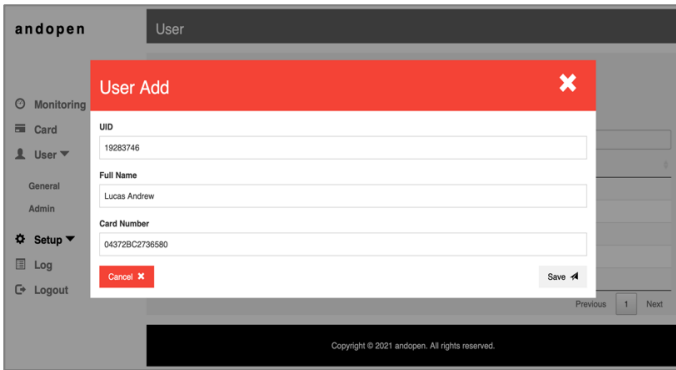 andopen
User
User Add
Monitoring
Card
User
General
Admin
Setup
Log
Logout
UID
19283746
Full Name
Lucas Andrew
Card Number
04372BC2736580
Cancel
Save
Previous 1 Next
Copyright © 2021 andopen. All rights reserved.